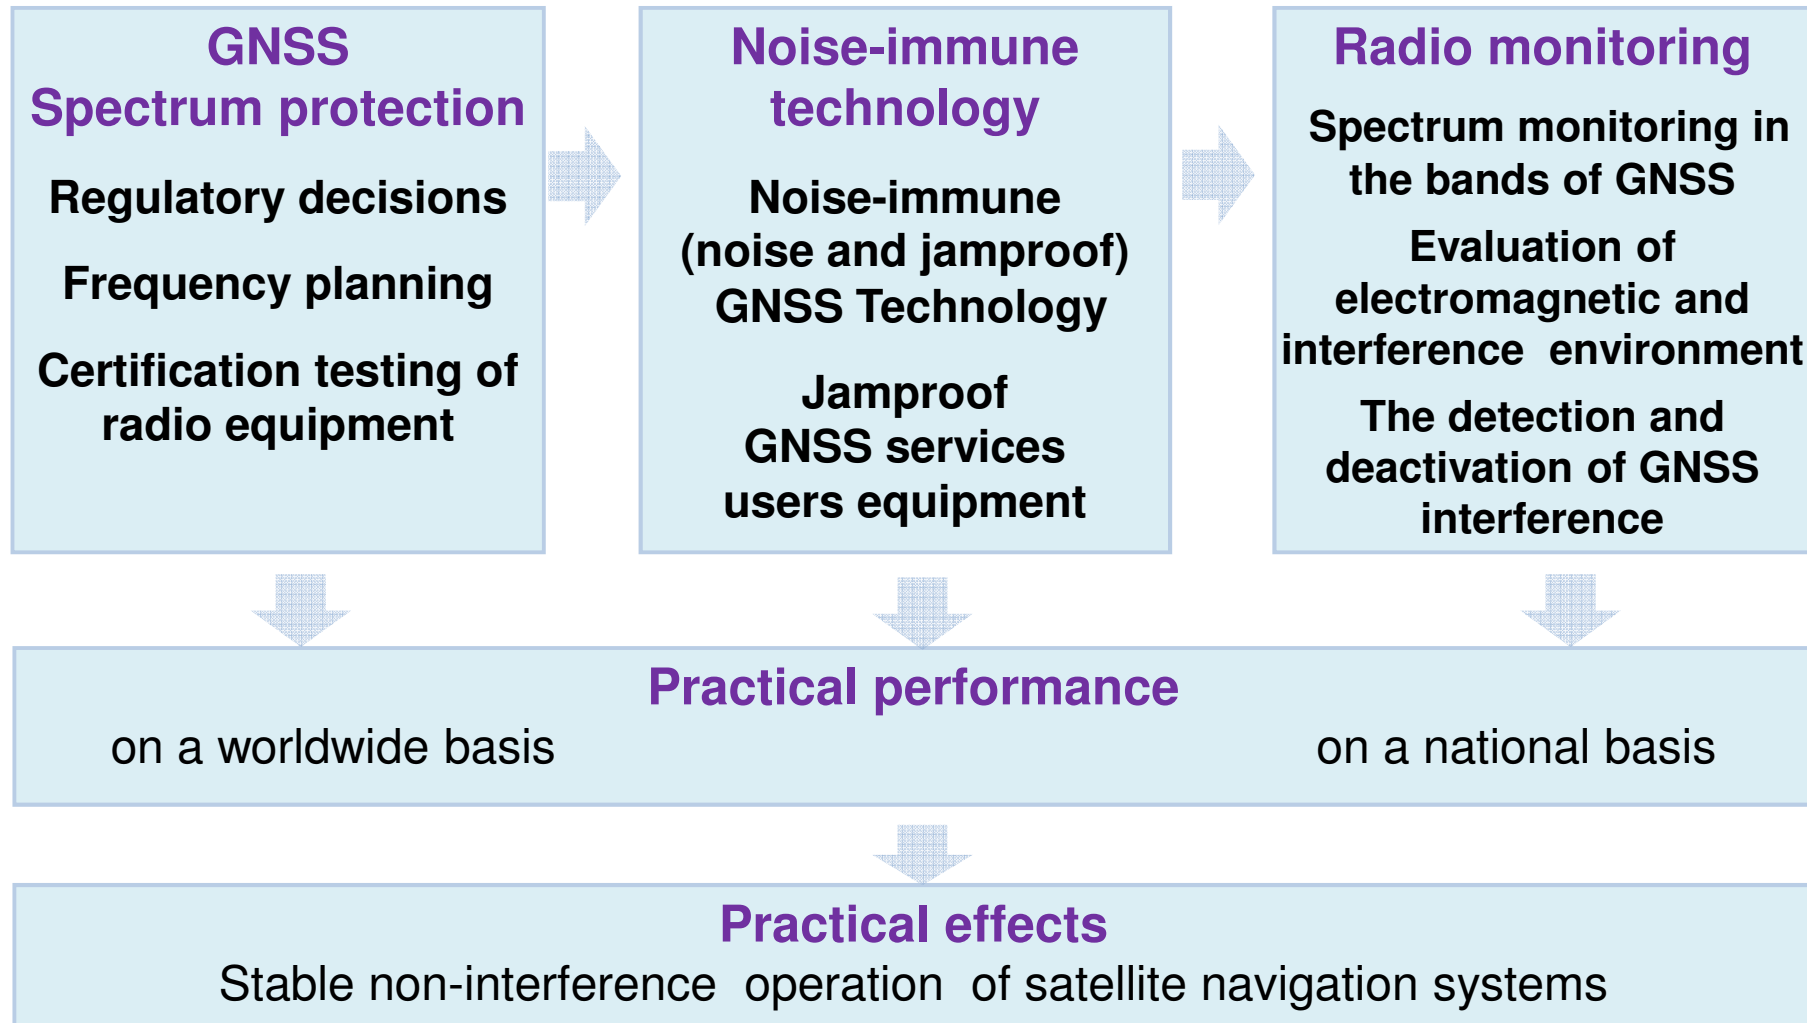 GNSS
Spectrum protection
Regulatory decisions
Frequency planning
Certification testing of
radio equipment
Noise-immune
technology
Noise-immune
(noise and jamproof)
GNSS Technology
Jamproof
GNSS services
users equipment
Radio monitoring
Spectrum monitoring in
the bands of GNSS
Evaluation of
electromagnetic and
interference environment
The detection and
deactivation of GNSS
interference
Practical performance
on a worldwide basis
on a national basis
Practical effects
Stable non-interference operation of satellite navigation systems